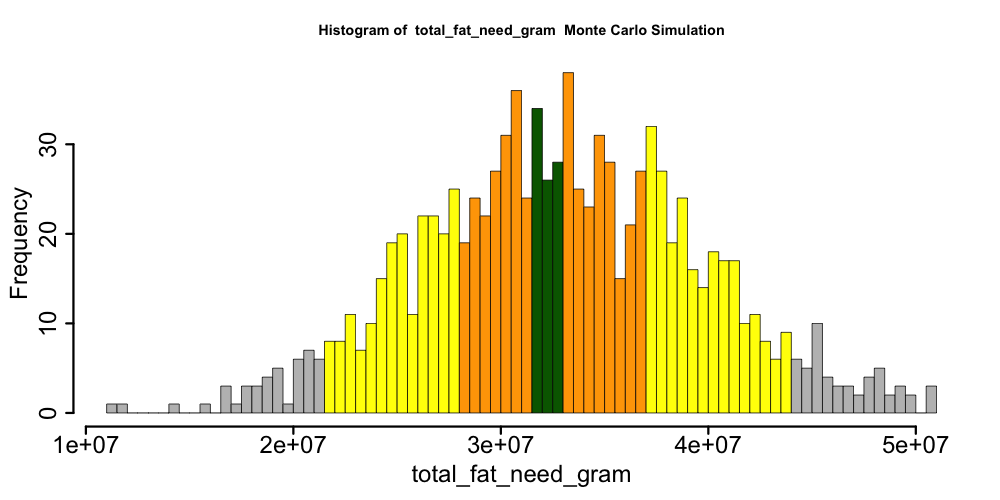 Histogram of  total_fat_need_gram  Monte Carlo Simulation
30
20
10
0
Frequency
1e+07 2e+07 3e+07 4e+07 5e+07
total_fat_need_gram